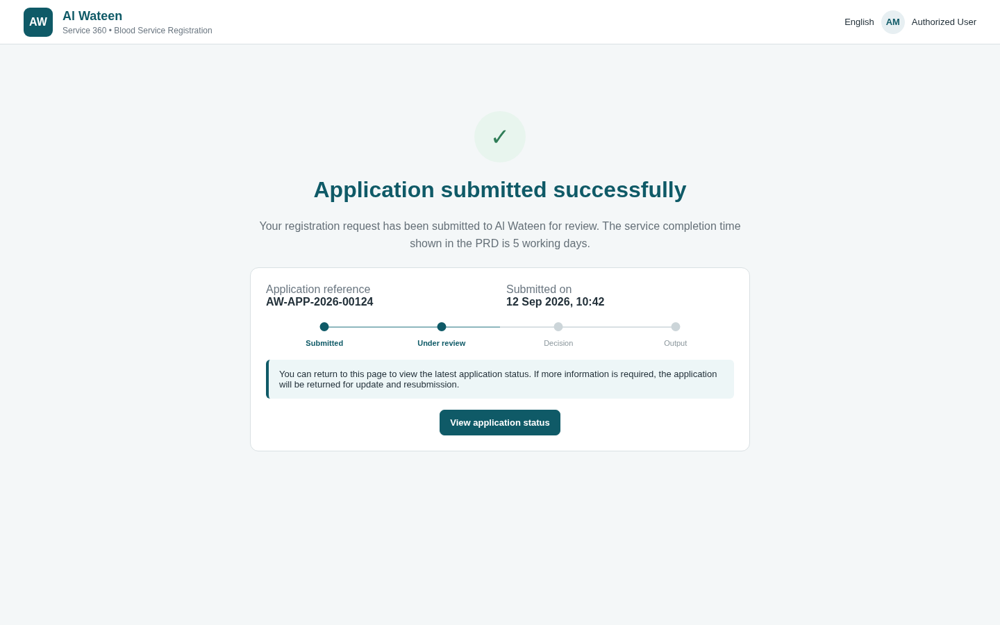 AW
Al Wateen
Service 360 • Blood Service Registration
English
AM
Authorized User
✓
Application submitted successfully
Your registration request has been submitted to Al Wateen for review. The service completion time
shown in the PRD is 5 working days.
Application reference
AW-APP-2026-00124
Submitted on
12 Sep 2026, 10:42
Submitted
Under review
Decision
Output
You can return to this page to view the latest application status. If more information is required, the application
will be returned for update and resubmission.
View application status